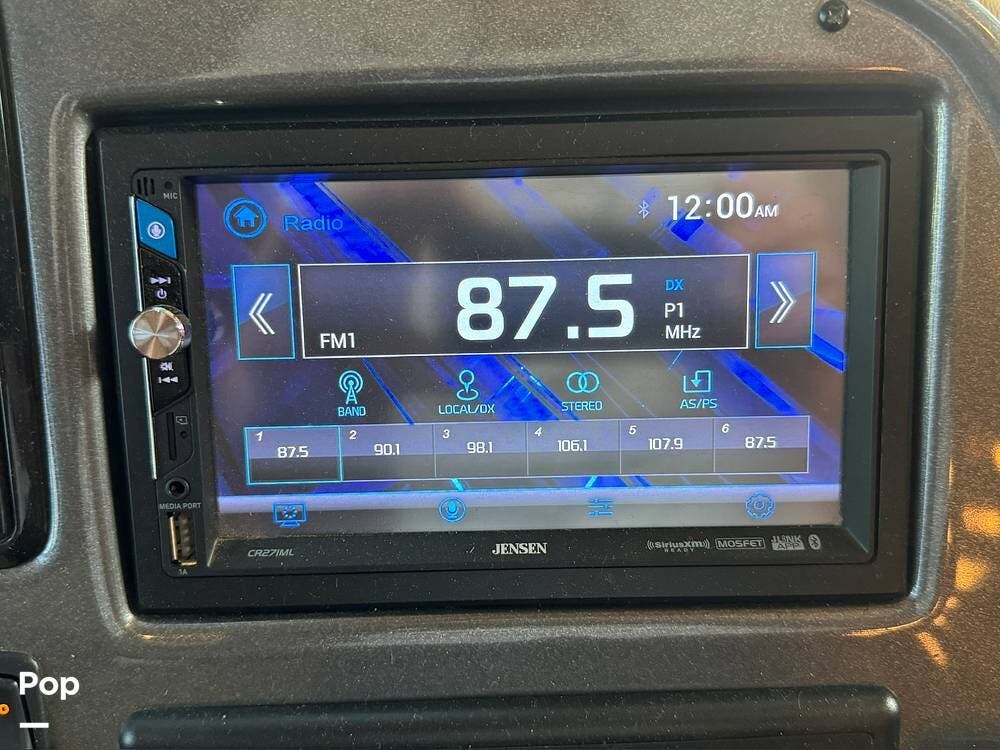 MIC
Radio
12:00AM
FM1
87.5
DX
P1
MHz
BAND
LOCAL/DX
STEREO
AS/PS
1 87.5
2 90.1
3 98.1
4 106.1
5 107.9
6 87.5
MEDIA PORT
1A
CR271ML
JENSEN
SiriusXM
READY
MOSFET
JLINK
APP
Pop